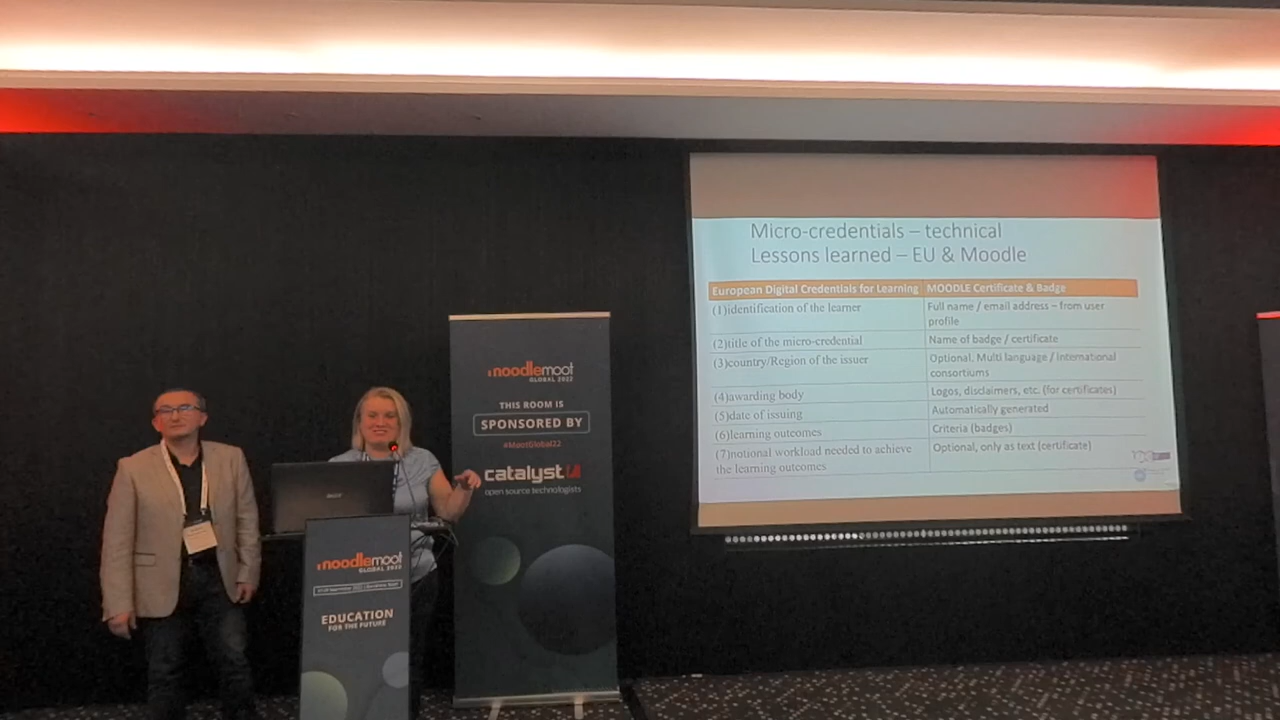 Micro-credentials – technical
Lessons learned – EU & Moodle
European Digital Credentials for Learning
MOODLE Certificate & Badge
(1)identification of the learner
Full name / email address – from user
profile
(2)title of the micro-credential
Name of badge / certificate
(3)country/Region of the issuer
Optional. Multi language / International
consortiums
(4)awarding body
Logos, disclaimers, etc. (for certificates)
(5)date of issuing
Automatically generated
(6)learning outcomes
Criteria (badges)
(7)notional workload needed to achieve
the learning outcomes
Optional, only as text (certificate)
moodlemoot
GLOBAL 2022
THIS ROOM IS
SPONSORED BY
#MootGlobal22
catalyst
open source technologists
acer
moodlemoot
GLOBAL 2022
EDUCATION
FOR THE FUTURE